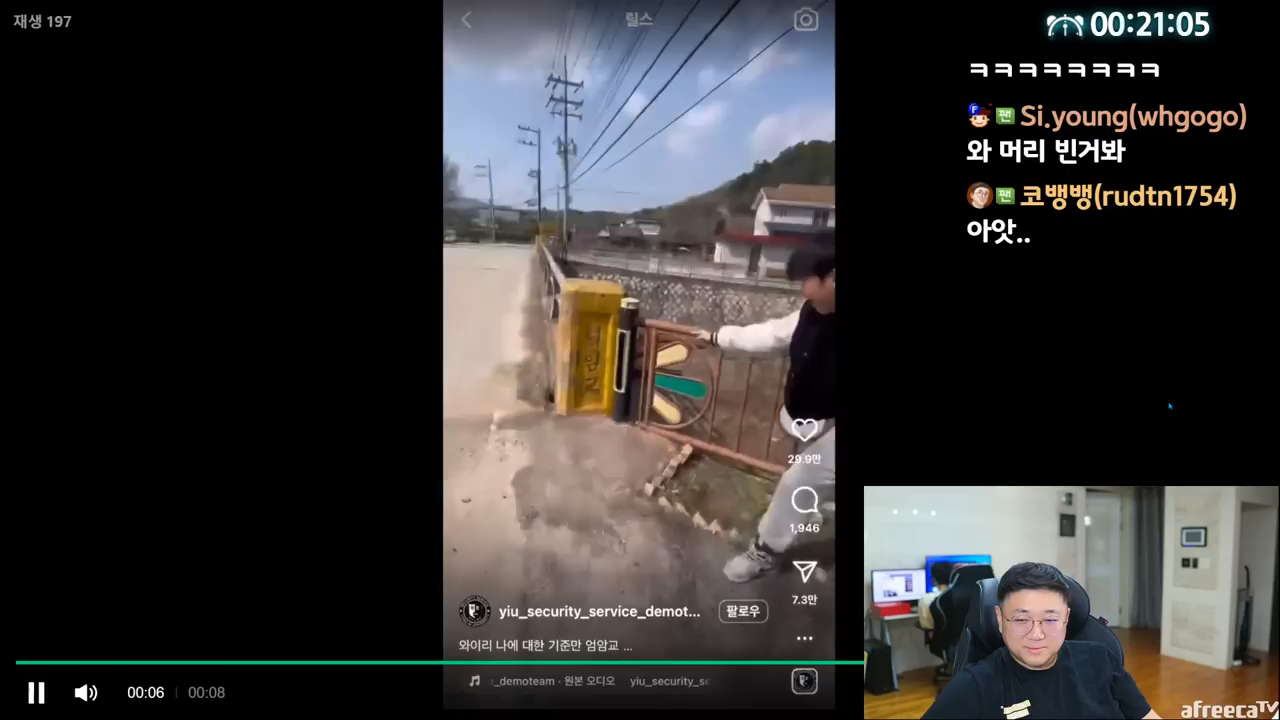 재생 197
릴스
00:21:05
ㅋㅋㅋㅋㅋㅋㅋㅋ
Si.young(whgogo)
와 머리 빈거봐
코뱅뱅(rudtn1754)
아앗..
29.9만
1,946
7.3만
yiu_security_service_demot...
팔로우
와이리 나에 대한 기준만 엄암교 ...
_demoteam · 원본 오디오
yiu_security_se
00:06
00:08
afreecaTV